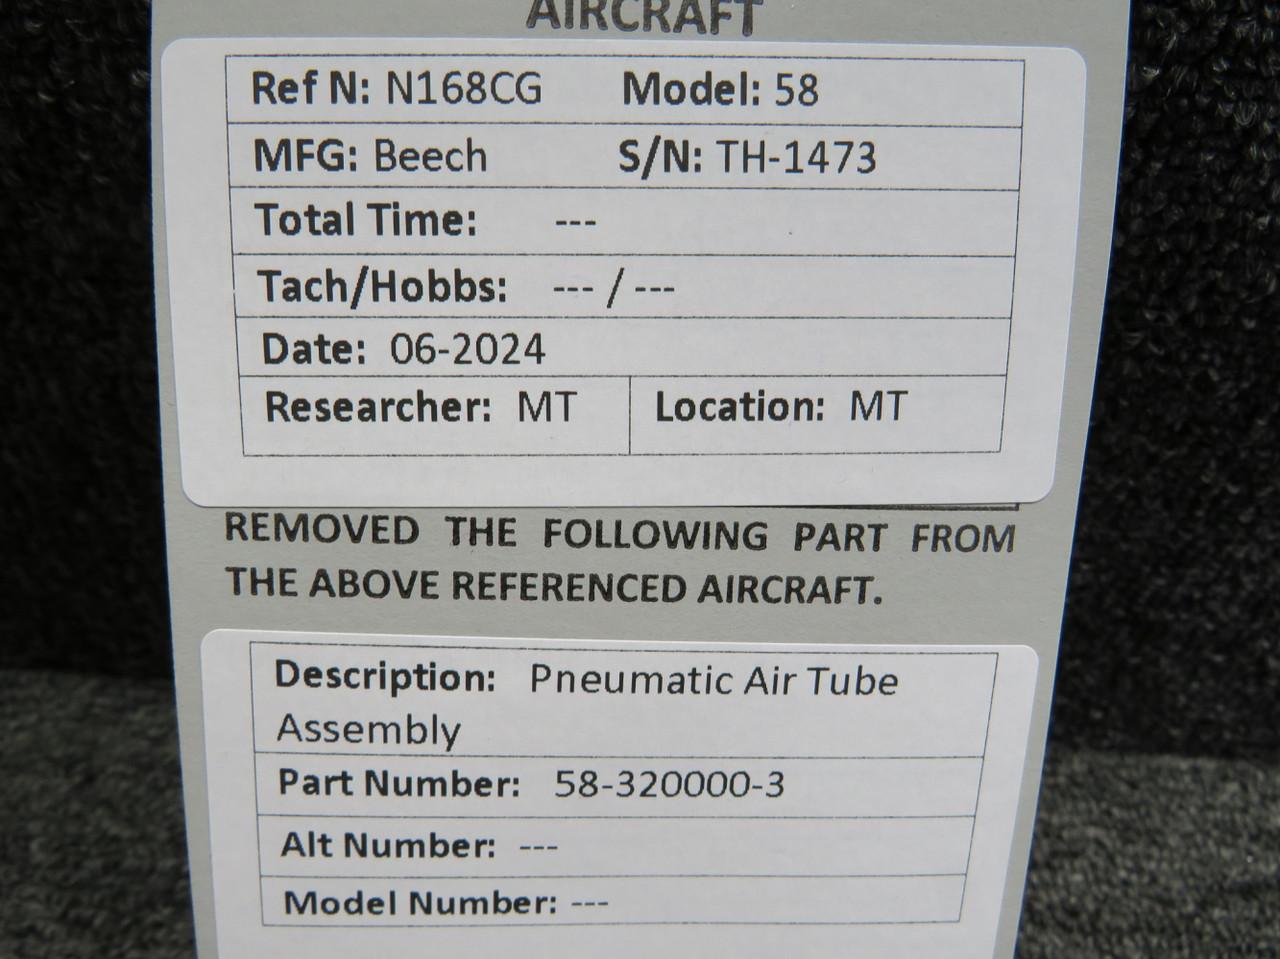 AIRCRAFT
Ref N: N168CG Model: 58
MFG: Beech S/N: TH-1473
Total Time: ---
Tach/Hobbs: --- / ---
Date: 06-2024
Researcher: MT Location: MT
REMOVED THE FOLLOWING PART FROM
THE ABOVE REFERENCED AIRCRAFT.
Description: Pneumatic Air Tube
Assembly
Part Number: 58-320000-3
Alt Number: ---
Model Number: ---